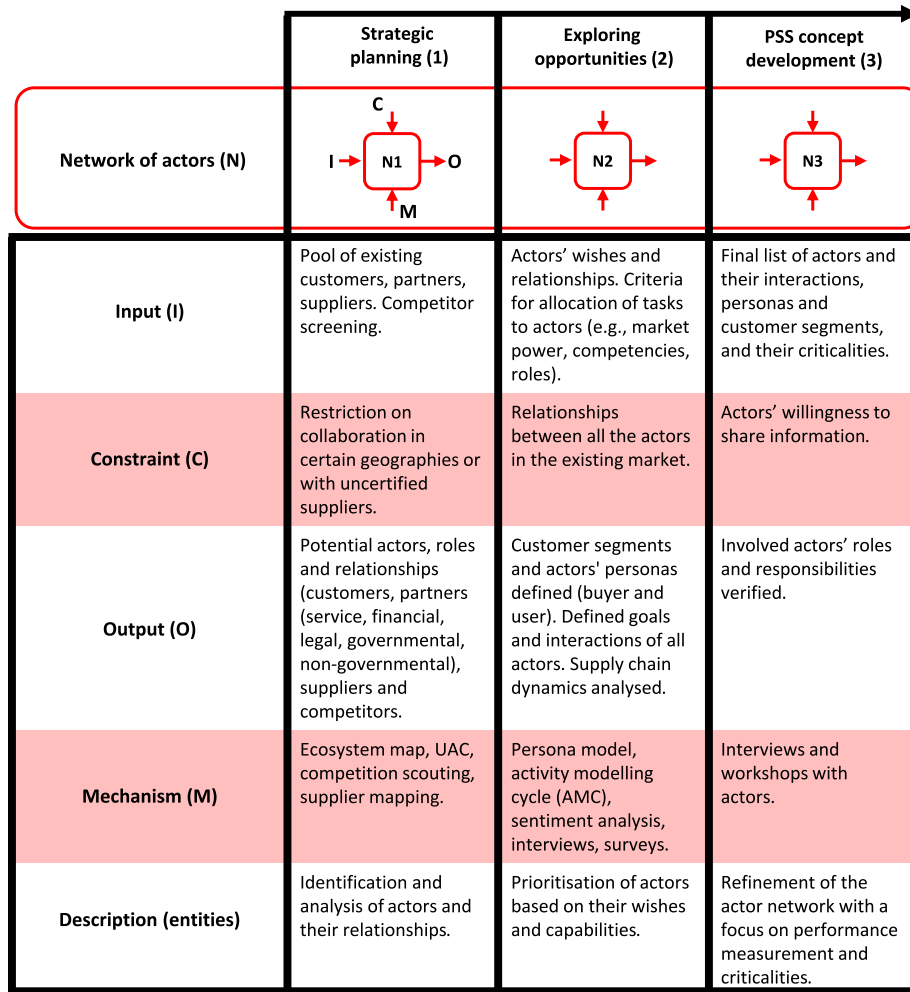 Strategic
planning (1)
Exploring
opportunities (2)
PSS concept
development (3)
Network of actors (N)
C
I
N1
O
M
N2
N3
Input (I)
Pool of existing
customers, partners,
suppliers. Competitor
screening.
Actors’ wishes and
relationships. Criteria
for allocation of tasks
to actors (e.g., market
power, competencies,
roles).
Final list of actors and
their interactions,
personas and
customer segments,
and their criticalities.
Constraint (C)
Restriction on
collaboration in
certain geographies or
with uncertified
suppliers.
Relationships
between all the actors
in the existing market.
Actors’ willingness to
share information.
Output (O)
Potential actors, roles
and relationships
(customers, partners
(service, financial,
legal, governmental,
non-governmental),
suppliers and
competitors.
Customer segments
and actors' personas
defined (buyer and
user). Defined goals
and interactions of all
actors. Supply chain
dynamics analysed.
Involved actors’ roles
and responsibilities
verified.
Mechanism (M)
Ecosystem map, UAC,
competition scouting,
supplier mapping.
Persona model,
activity modelling
cycle (AMC),
sentiment analysis,
interviews, surveys.
Interviews and
workshops with
actors.
Description (entities)
Identification and
analysis of actors and
their relationships.
Prioritisation of actors
based on their wishes
and capabilities.
Refinement of the
actor network with a
focus on performance
measurement and
criticalities.